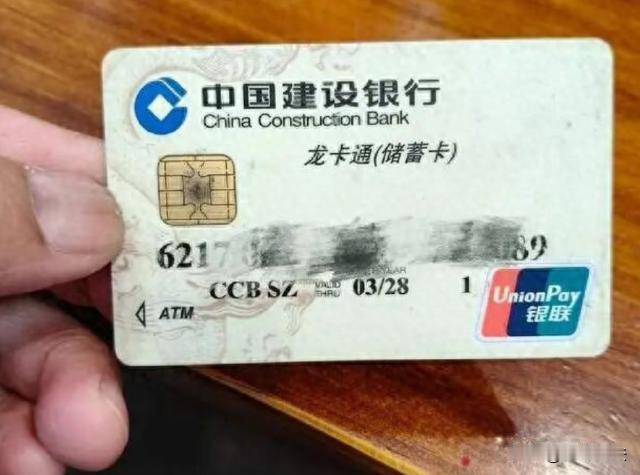 中国建设银行
China Construction Bank
龙卡通(储蓄卡)
6217 89
CCB SZ VALID THRU 03/28 1
ATM
UnionPay
银联